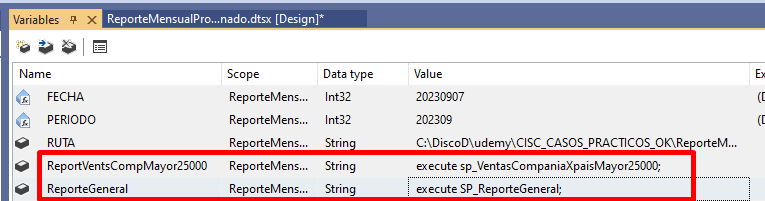 Variables
ReporteMensualPro...nado.dtsx [Design]*
Name Scope Data type Value Ex
FECHA ReporteMens... Int32 20230907 (D
PERIODO ReporteMens... Int32 202309 (D
RUTA ReporteMens... String C:\DiscoD\udemy\CISC_CASOS_PRACTICOS_OK\ReporteM...
ReportVentsCompMayor25000 ReporteMens... String execute sp_VentasCompaniaXpaisMayor25000;
ReporteGeneral ReporteMens... String execute SP_ReporteGeneral;